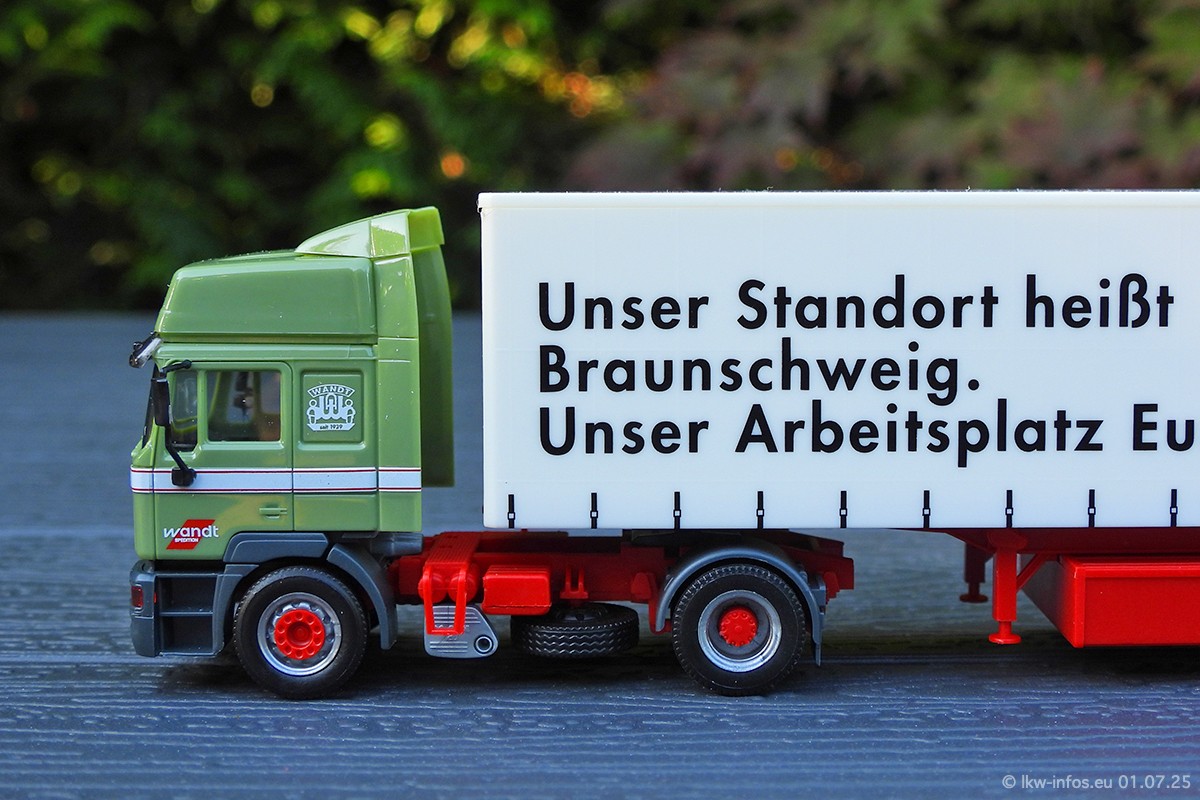 Unser Standort heißt
Braunschweig.
Unser Arbeitsplatz Eu
WANDT
W
seit 1929
wandt
SPEDITION
© lkw-infos.eu 01.07.25